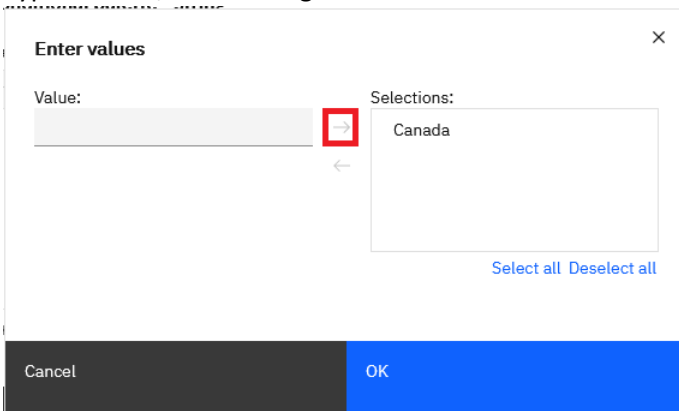 Enter values
Value:
Selections:
Canada
Select all Deselect all
Cancel
OK